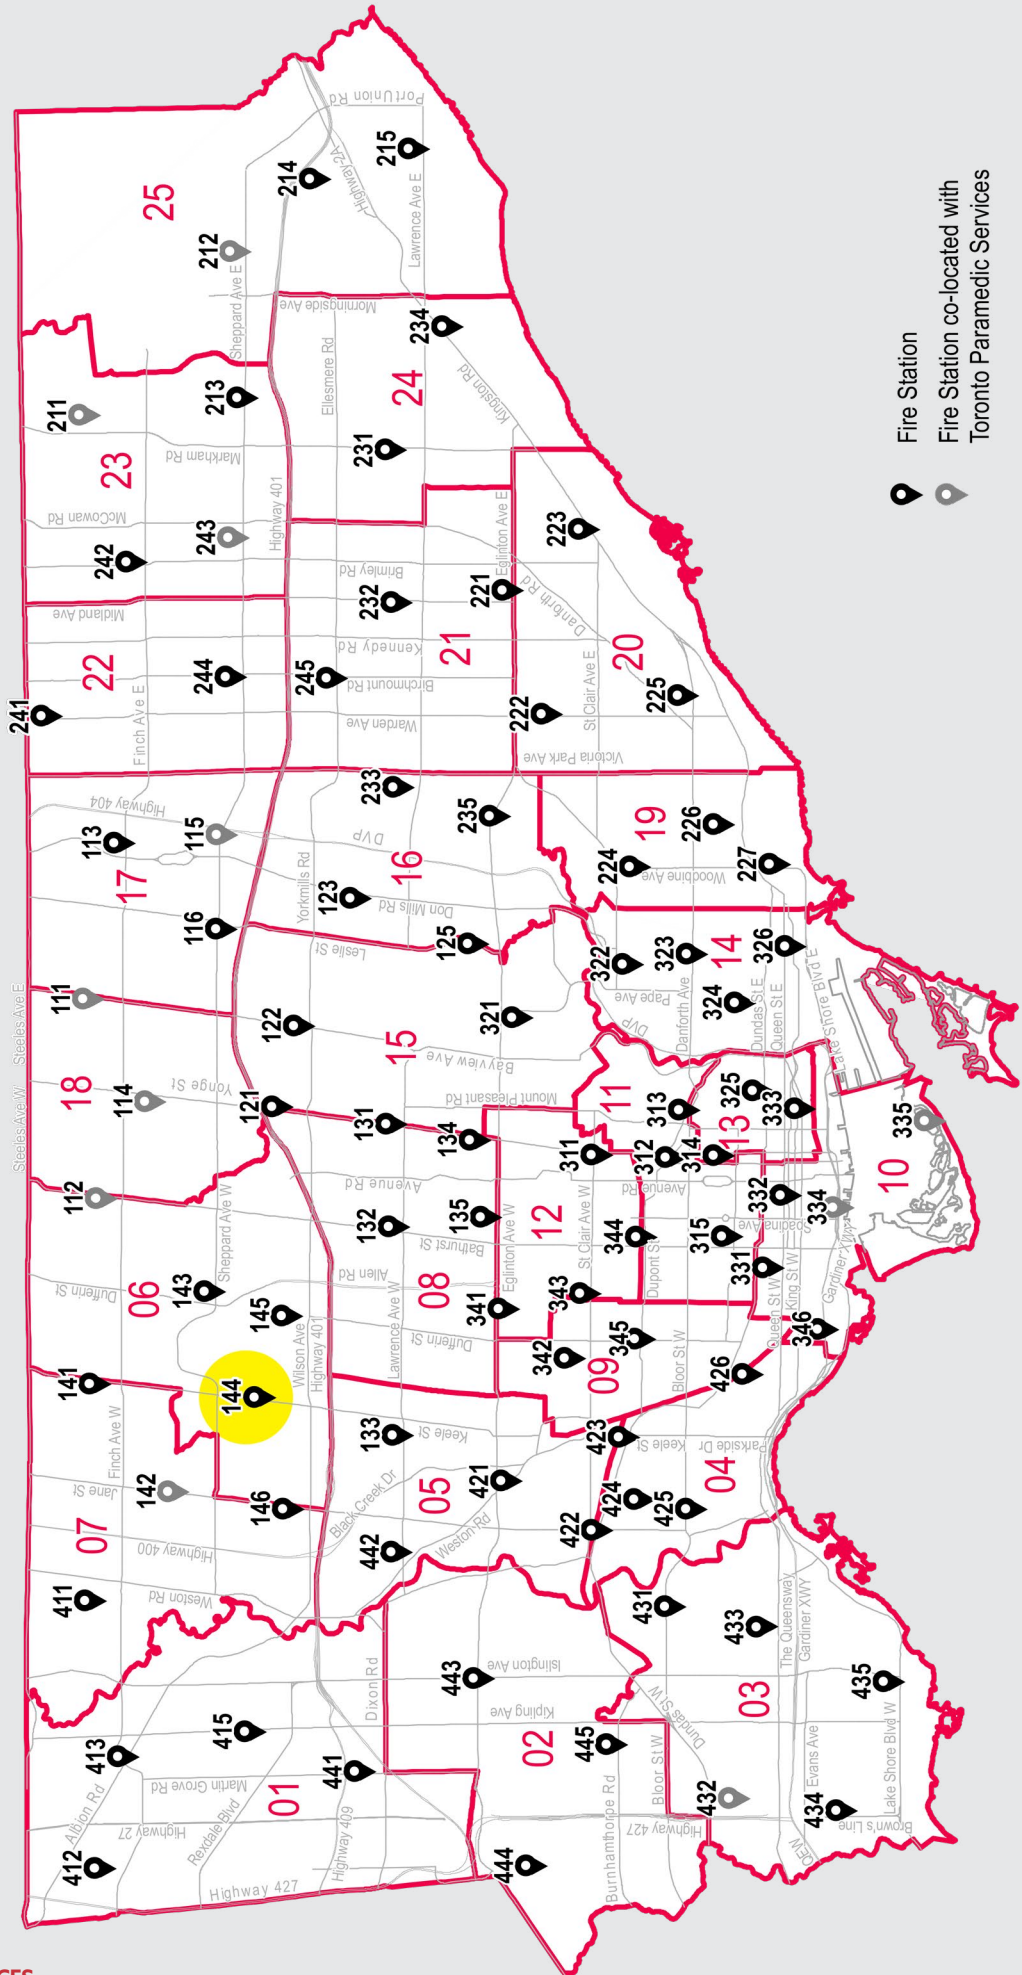 Steeles Ave W
Steeles Ave E
241
211
25
112
18
111
113
17
22
242
23
411
07
141
06
114
115
Finch Ave W
Finch Ave E
Highway 404
Midland Ave
McCowan Rd
Markham Rd
412
413
Albion Rd
Highway 27
Martin Grove Rd
415
Weston Rd
Highway 400
Jane St
142
144
143
Dufferin St
Sheppard Ave W
Yonge St
116
244
243
213
Sheppard Ave E
212
01
Rexdale Blvd
146
145
Wilson Ave
Highway 401
121
122
Highway 401
214
Port Union Rd
Highway 427
Highway 409
441
Dixon Rd
442
Black Creek Dr
133
Keele St
Lawrence Ave W
Allen Rd
132
Bathurst St
Avenue Rd
131
Leslie St
Yorkmills Rd
123
DVP
233
245
232
Brimley Rd
Ellesmere Rd
231
Morningside Ave
Highway 2A
215
Lawrence Ave E
05
08
Dufferin St
15
Don Mills Rd
16
Warden Ave
Birchmount Rd
Kennedy Rd
21
24
234
443
Islington Ave
Kipling Ave
Weston Rd
421
341
Eglinton Ave W
135
134
Mount Pleasant Rd
Bayview Ave
125
321
235
Victoria Park Ave
222
221
Eglinton Ave E
Kingston Rd
444
02
445
Burnhamthorpe Rd
422
423
09
342
343
12
St Clair Ave W
311
11
322
224
St Clair Ave E
Danforth Rd
223
Highway 427
Bloor St W
Dundas St W
431
424
425
Keele St
Bloor St W
345
Dupont St
344
312
Avenue Rd
313
DVP
Pape Ave
Danforth Ave
323
Woodbine Ave
19
225
20
432
03
433
The Queensway
Gardiner XWY
04
Parkside Dr
426
315
Spadina Ave
314
13
325
324
14
Dundas St E
226
227
QEW
434
Evans Ave
Brown's Line
Lake Shore Blvd W
435
Queen St W
King St W
346
331
332
334
Gardiner XWY
333
Queen St E
326
Lake Shore Blvd E
10
335
Fire Station
Fire Station co-located with
Toronto Paramedic Services